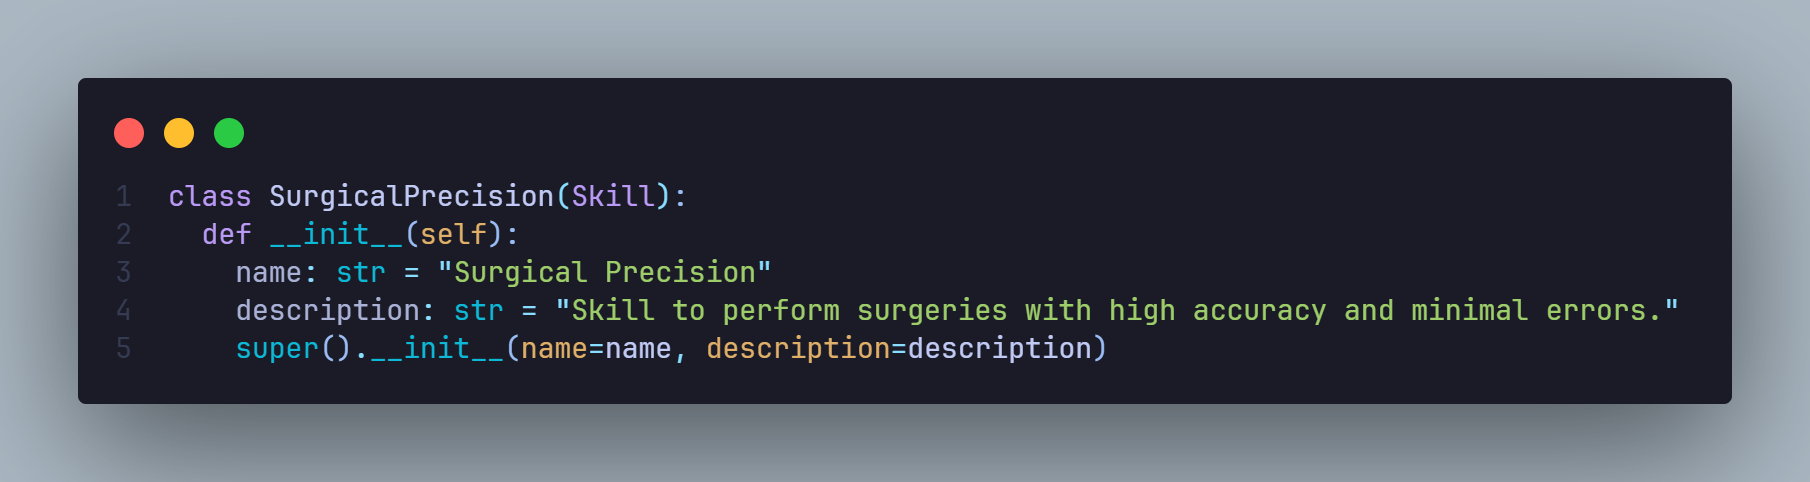 1 class SurgicalPrecision(Skill):
2   def __init__(self):
3     name: str = "Surgical Precision"
4     description: str = "Skill to perform surgeries with high accuracy and minimal errors."
5     super().__init__(name=name, description=description)